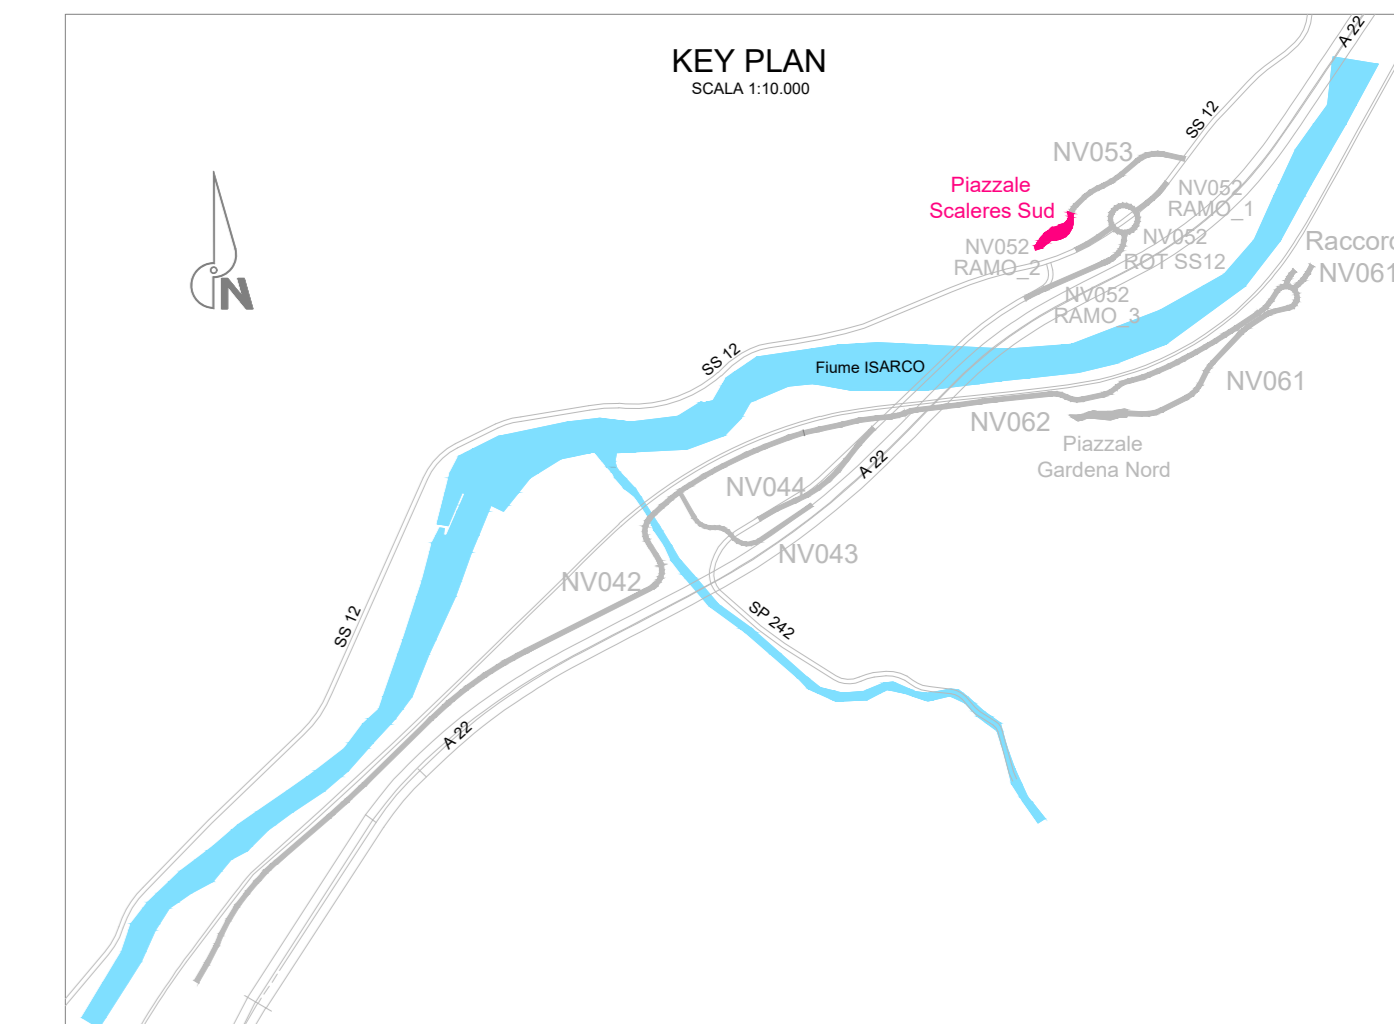 KEY PLAN
SCALA 1:10.000
A 22
SS 12
NV053
Piazzale
Scaleres Sud
NV052
RAMO_1
NV052
RAMO_2
NV052
ROT SS12
NV052
RAMO_3
NV061
N
SS 12
Fiume ISARCO
NV061
NV062
Piazzale
Gardena Nord
A 22
NV044
NV043
NV042
SS 12
SP 242
A 22